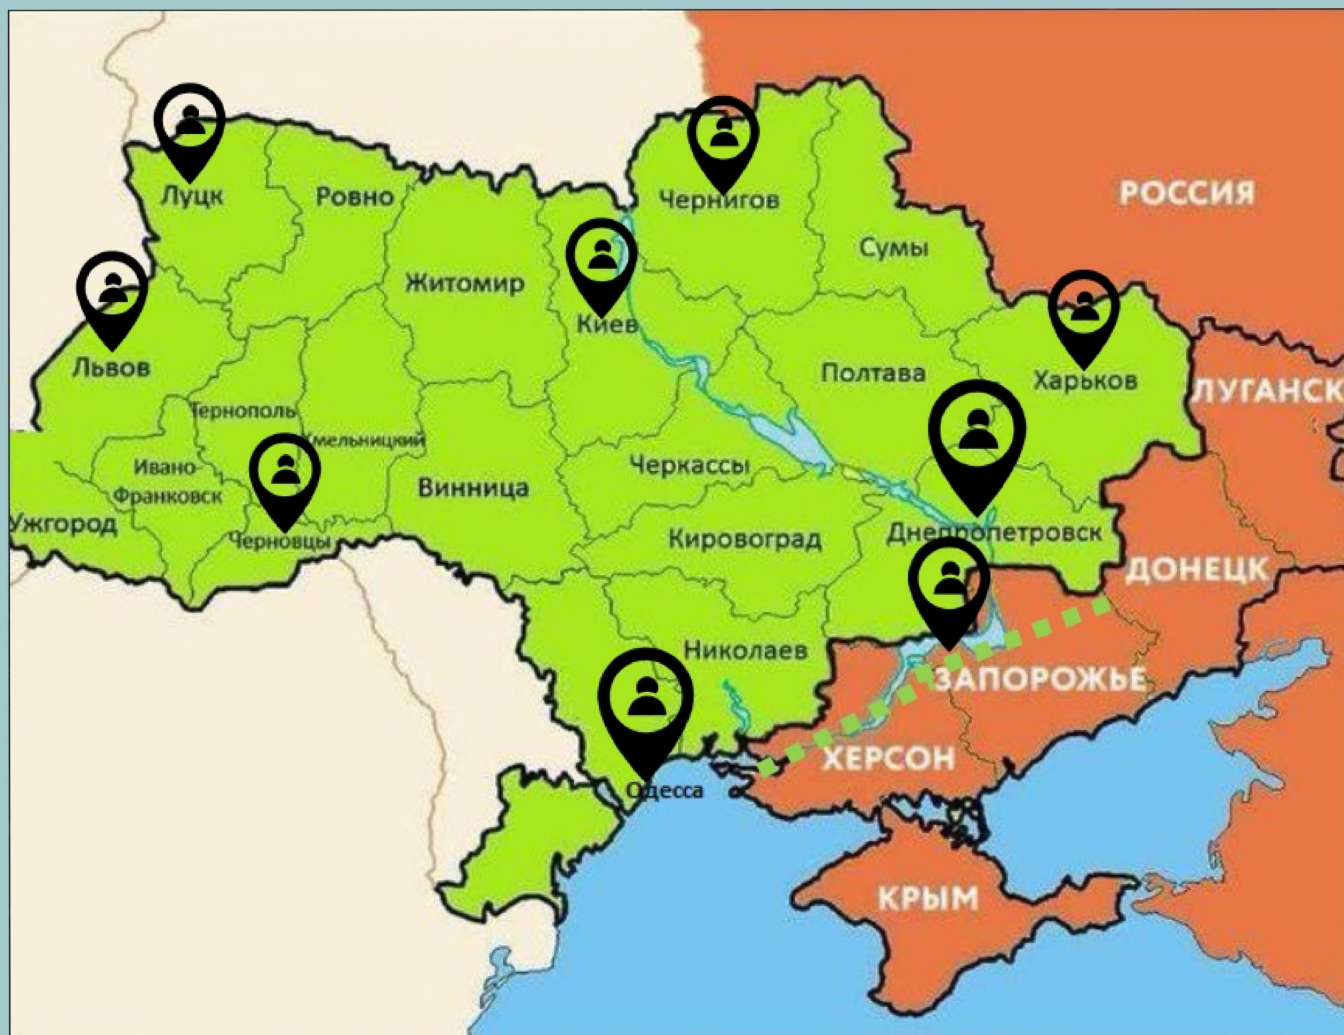 РОССИЯ
Луцк
Ровно
Чернигов
Сумы
Житомир
Киев
Львов
Полтава
Харьков
ЛУГАНСК
Тернополь
Хмельницкий
Ивано
Франковск
Черкассы
Винница
Ужгород
Черновцы
Кировоград
Днепропетровск
ДОНЕЦК
Николаев
ЗАПОРОЖЬЕ
ХЕРСОН
Одесса
КРЫМ